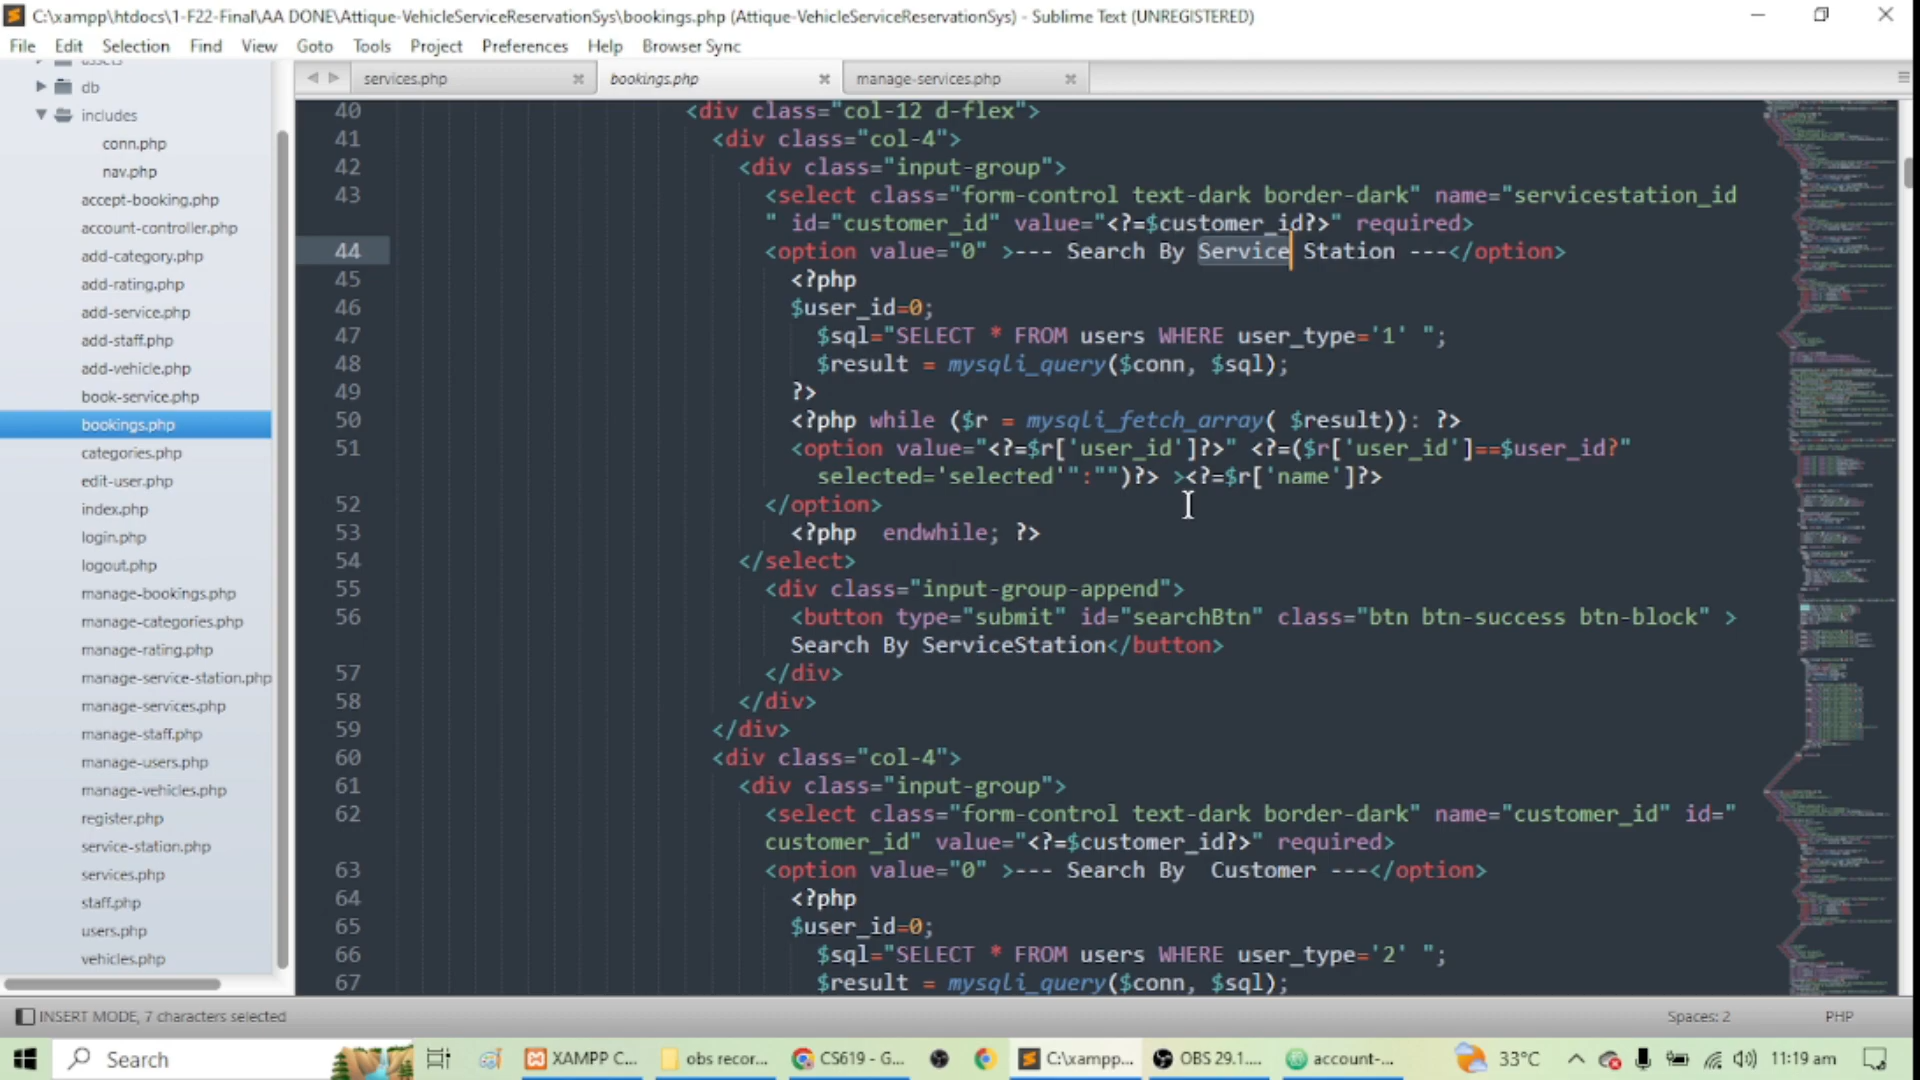 C:\xampp\htdocs\1-F22-Final\AA DONE\Attique-VehicleServiceReservationSys\bookings.php (Attique-VehicleServiceReservationSys) - Sublime Text (UNREGISTERED)
File Edit Selection Find View Goto Tools Project Preferences Help Browser Sync
services.php bookings.php manage-services.php
assets
db
includes
conn.php
nav.php
accept-booking.php
account-controller.php
add-category.php
add-rating.php
add-service.php
add-staff.php
add-vehicle.php
book-service.php
bookings.php
categories.php
edit-user.php
index.php
login.php
logout.php
manage-bookings.php
manage-categories.php
manage-rating.php
manage-service-station.php
manage-services.php
manage-staff.php
manage-users.php
manage-vehicles.php
register.php
service-station.php
services.php
staff.php
users.php
vehicles.php
40 <div class="col-12 d-flex">
41 <div class="col-4">
42 <div class="input-group">
43 <select class="form-control text-dark border-dark" name="servicestation_id
" id="customer_id" value="<?=$customer_id?>" required>
44 <option value="0" >--- Search By Service Station ---</option>
45 <?php
46 $user_id=0;
47 $sql="SELECT * FROM users WHERE user_type='1' ";
48 $result = mysqli_query($conn, $sql);
49 ?>
50 <?php while ($r = mysqli_fetch_array( $result)): ?>
51 <option value="<?=$r['user_id']?>" <?=($r['user_id']==$user_id?"
selected='selected'":"")?> ><?=$r['name']?>
52 </option>
53 <?php endwhile; ?>
54 </select>
55 <div class="input-group-append">
56 <button type="submit" id="searchBtn" class="btn btn-success btn-block" >
Search By ServiceStation</button>
57 </div>
58 </div>
59 </div>
60 <div class="col-4">
61 <div class="input-group">
62 <select class="form-control text-dark border-dark" name="customer_id" id="
customer_id" value="<?=$customer_id?>" required>
63 <option value="0" >--- Search By  Customer ---</option>
64 <?php
65 $user_id=0;
66 $sql="SELECT * FROM users WHERE user_type='2' ";
67 $result = mysqli_query($conn, $sql);
INSERT MODE, 7 characters selected Spaces: 2 PHP
Search XAMPP C... obs recor... CS619 - G... C:\xampp... OBS 29.1.... account-... 33°C 11:19 am